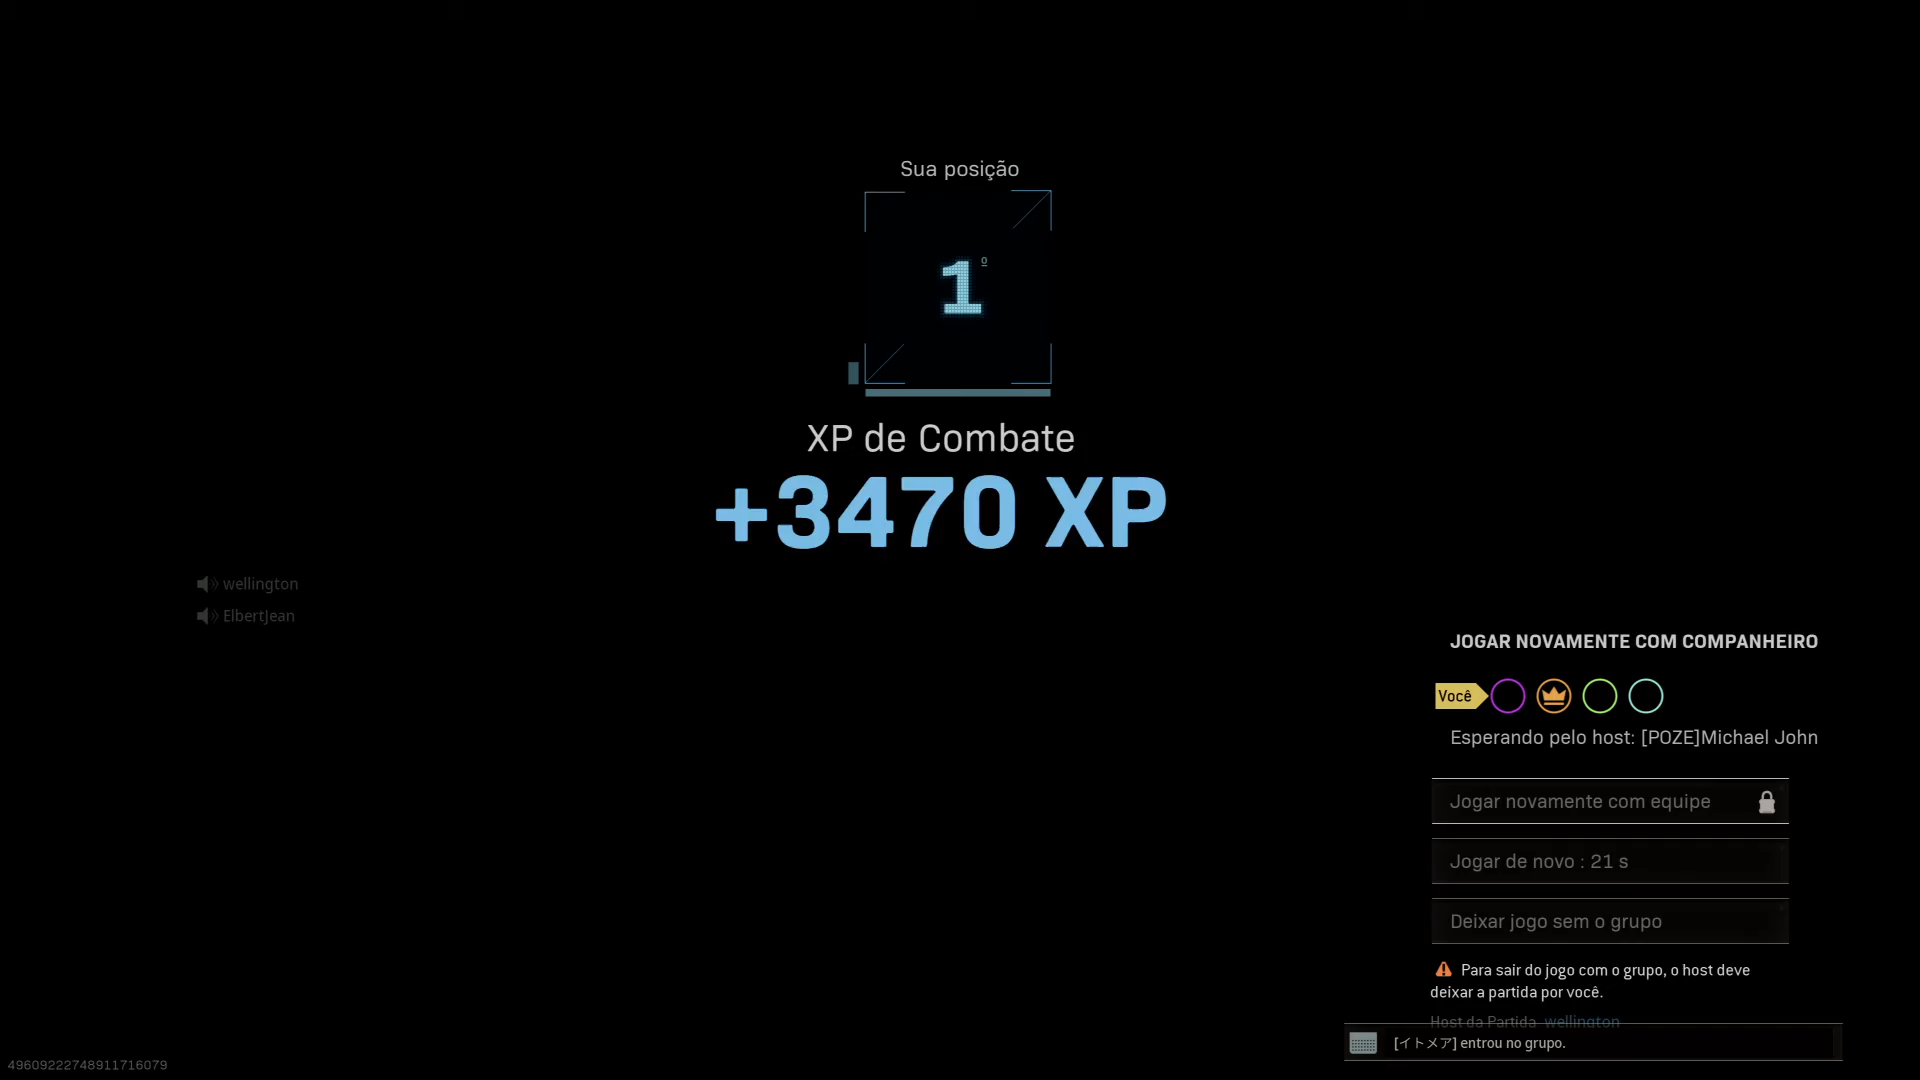 Sua posição
1º
XP de Combate
+3470 XP
wellington
ElbertJean
JOGAR NOVAMENTE COM COMPANHEIRO
Você
Esperando pelo host: [POZE]Michael John
Jogar novamente com equipe
Jogar de novo : 21 s
Deixar jogo sem o grupo
Para sair do jogo com o grupo, o host deve
deixar a partida por você.
Host da Partida wellington
[イトメア] entrou no grupo.
49609222748911716079